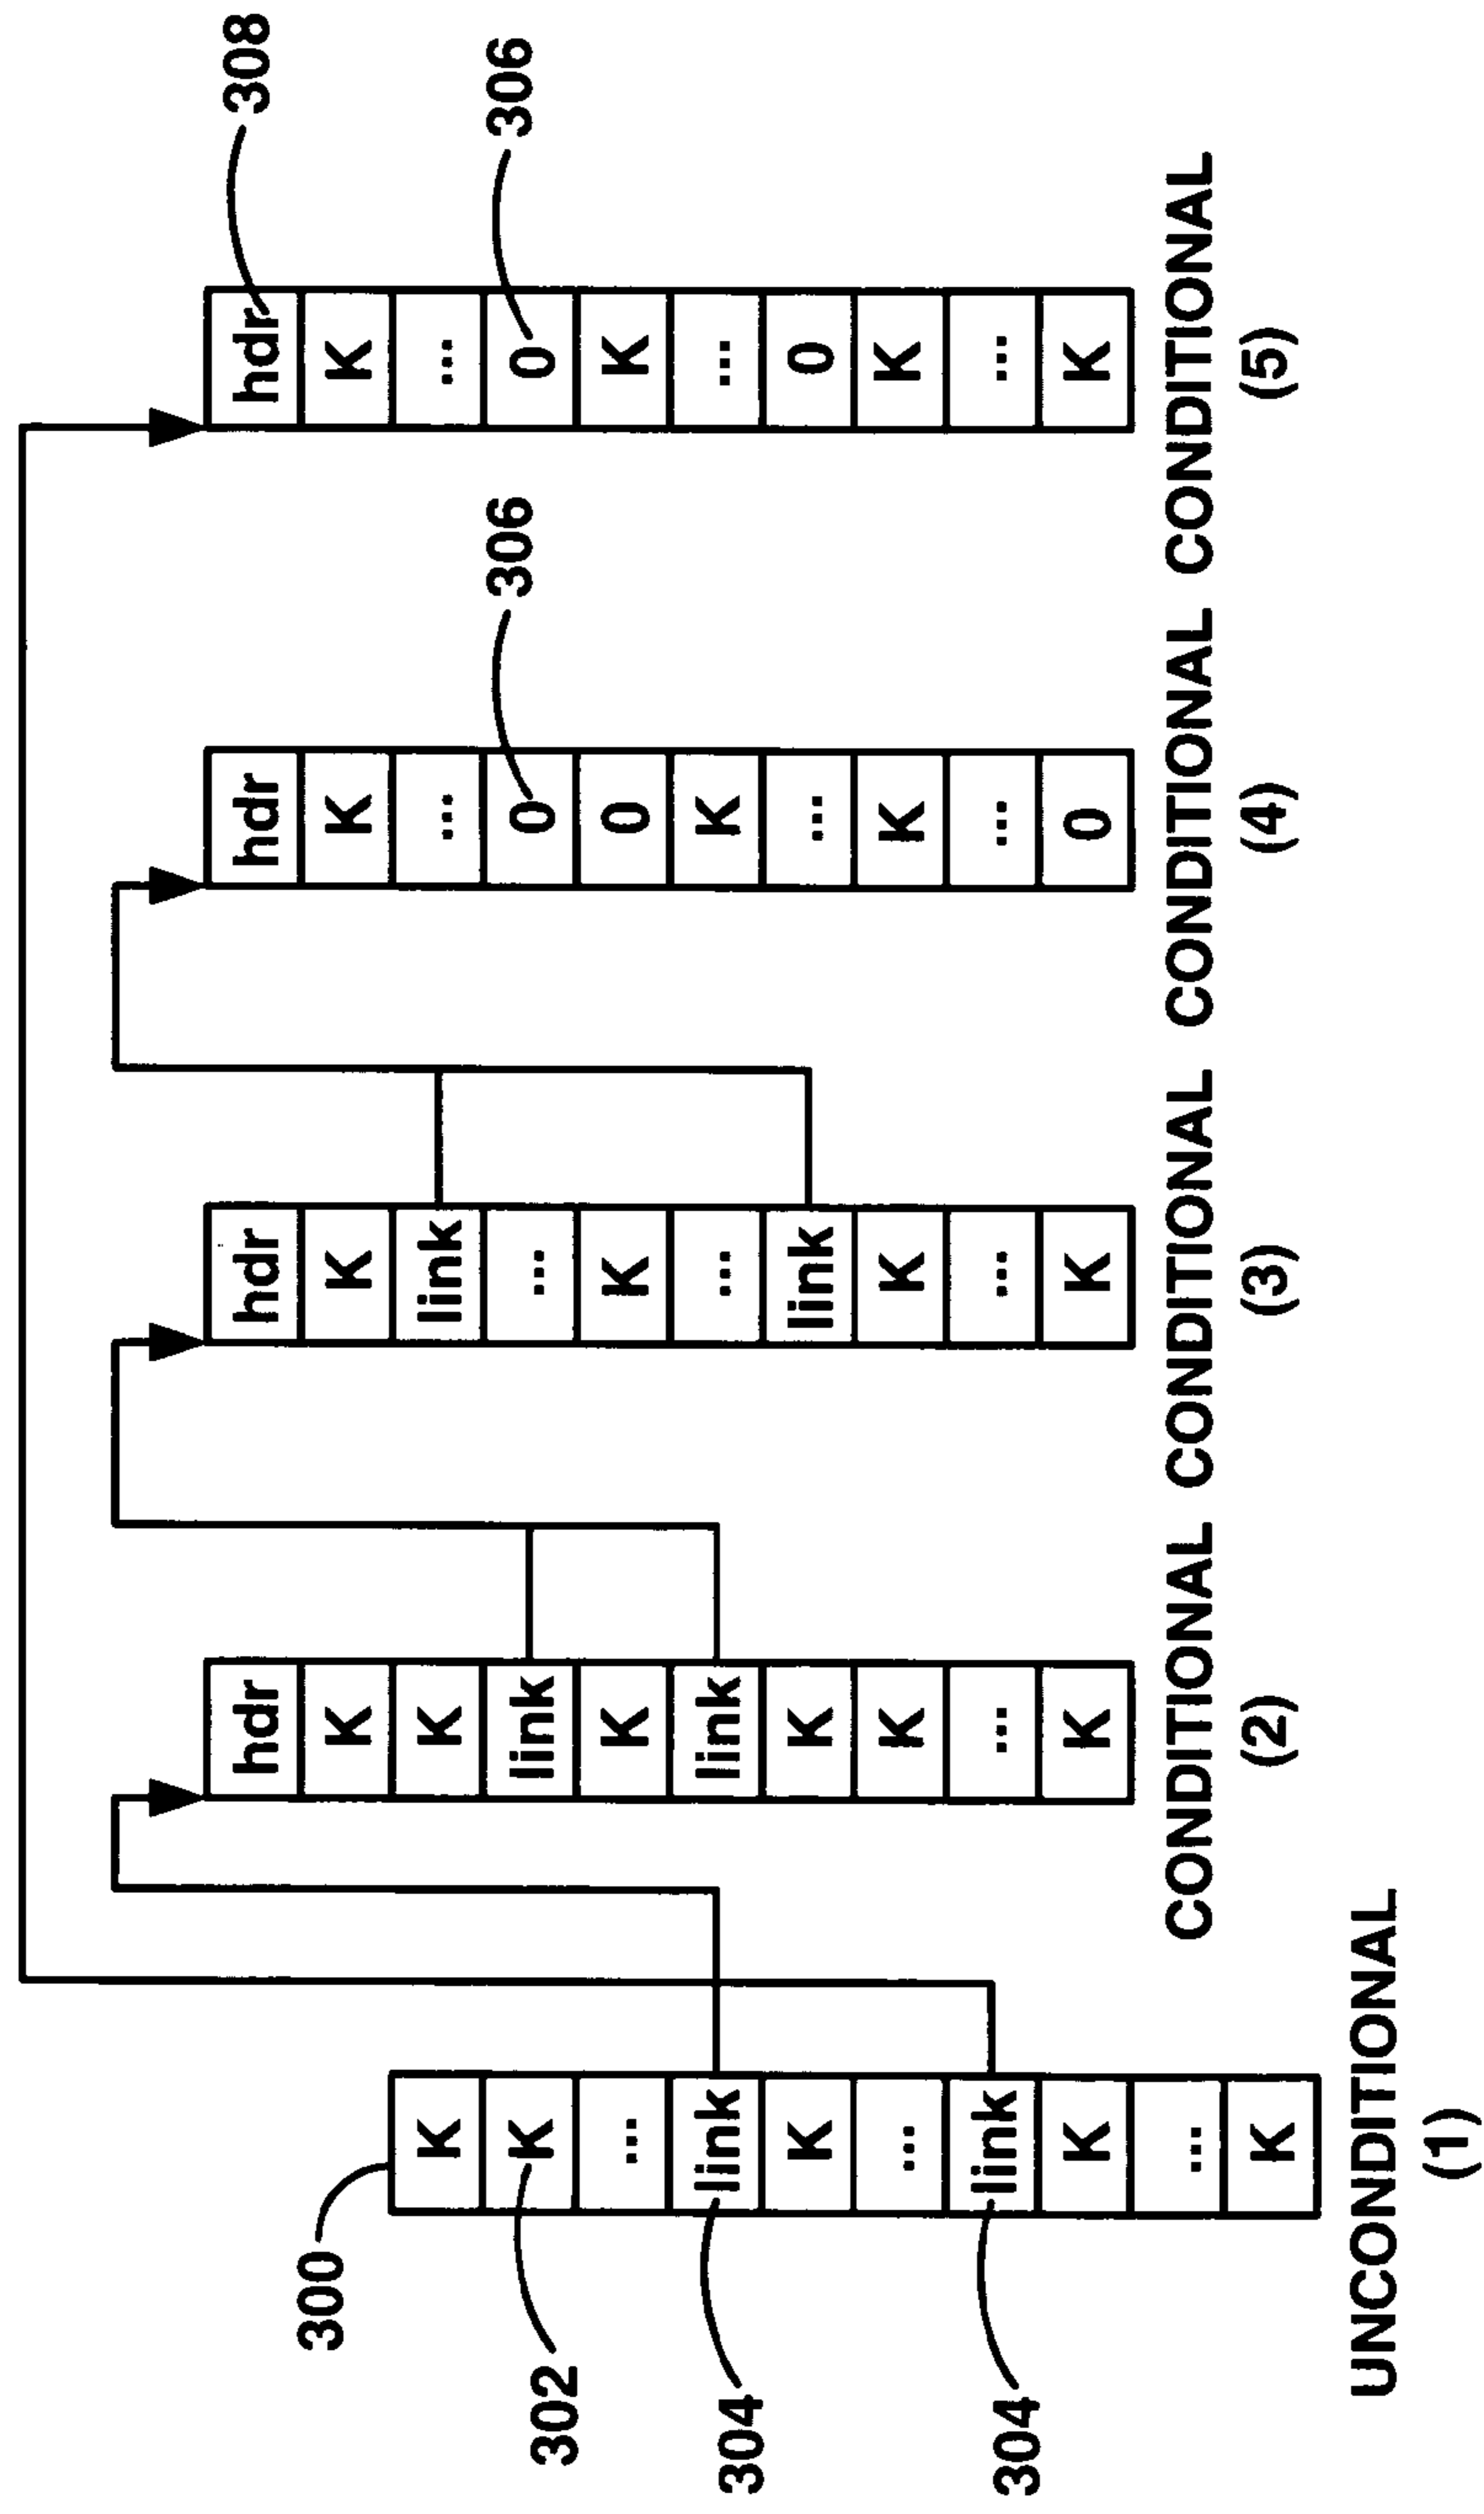 300
302
304
304
K
K
...
link
K
...
link
K
...
K
UNCONDITIONAL
(1)
hdr
K
K
link
K
link
K
K
...
K
CONDITIONAL
(2)
hdr
K
link
...
K
...
link
K
...
K
CONDITIONAL
(3)
hdr
K
...
0
0
K
...
K
...
0
306
CONDITIONAL
(4)
hdr
K
...
0
K
...
0
K
...
K
308
306
CONDITIONAL
(5)